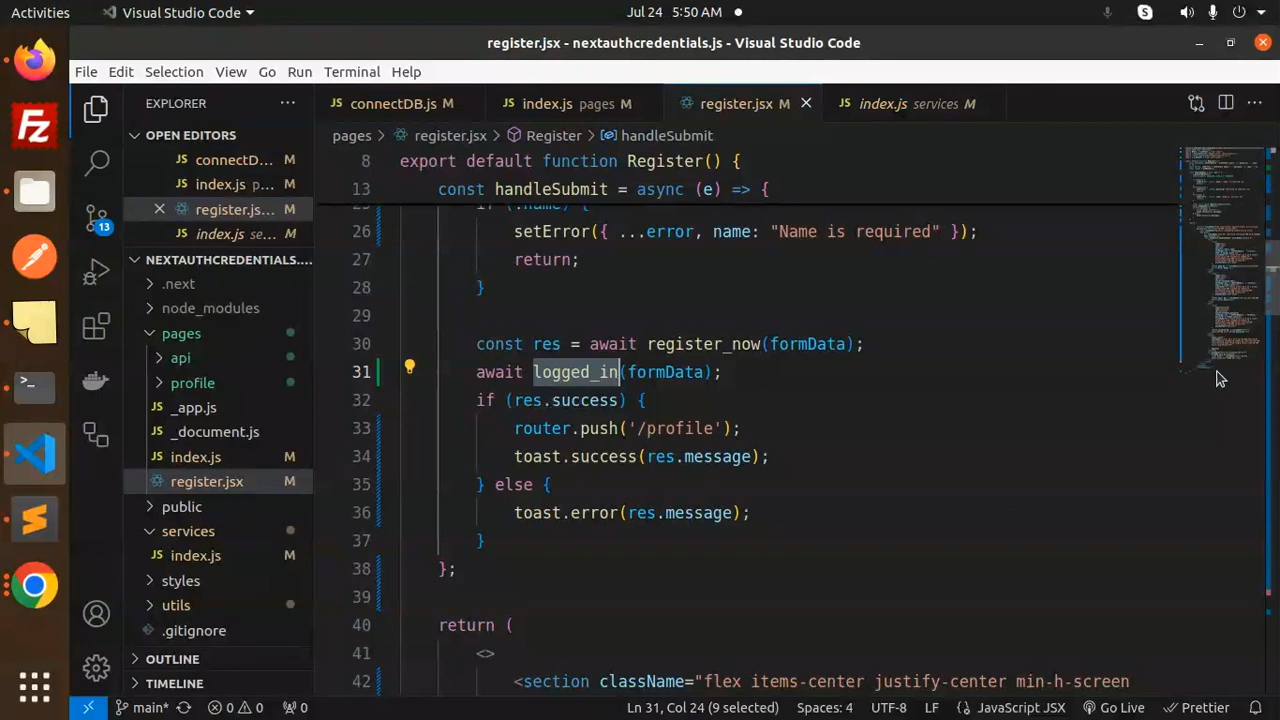 Activities Visual Studio Code Jul 24 5:50 AM
register.jsx - nextauthcredentials.js - Visual Studio Code
File Edit Selection View Go Run Terminal Help
EXPLORER
connectDB.js M index.js pages M register.jsx M index.js services M
OPEN EDITORS
pages > register.jsx > Register > handleSubmit
connectD... M
index.js p... M
register.js... M
index.js se... M
NEXTAUTHCREDENTIALS....
.next
node_modules
pages
api
profile
_app.js
_document.js
index.js M
register.jsx M
public
services
index.js M
styles
utils
.gitignore
OUTLINE
TIMELINE
13
8 export default function Register() {
13 const handleSubmit = async (e) => {
26 setError({ ...error, name: "Name is required" });
27 return;
28 }
29
30 const res = await register_now(formData);
31 await logged_in(formData);
32 if (res.success) {
33 router.push('/profile');
34 toast.success(res.message);
35 } else {
36 toast.error(res.message);
37 }
38 };
39
40 return (
41 <>
42 <section className="flex items-center justify-center min-h-screen
main* 0 0 0 Ln 31, Col 24 (9 selected) Spaces: 4 UTF-8 LF JavaScript JSX Go Live Prettier